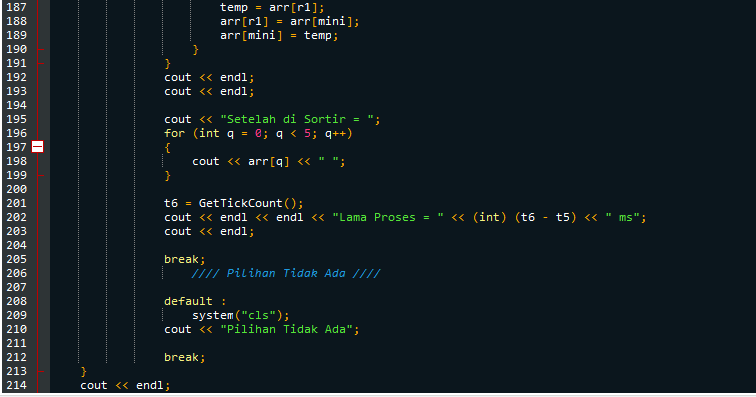 187 temp = arr[r1];
188 arr[r1] = arr[mini];
189 arr[mini] = temp;
190 }
191 }
192 cout << endl;
193 cout << endl;
194
195 cout << "Setelah di Sortir = ";
196 for (int q = 0; q < 5; q++)
197 {
198 cout << arr[q] << " ";
199 }
200
201 t6 = GetTickCount();
202 cout << endl << endl << "Lama Proses = " << (int) (t6 - t5) << " ms";
203 cout << endl;
204
205 break;
206 //// Pilihan Tidak Ada ////
207
208 default :
209 system("cls");
210 cout << "Pilihan Tidak Ada";
211
212 break;
213 }
214 cout << endl;